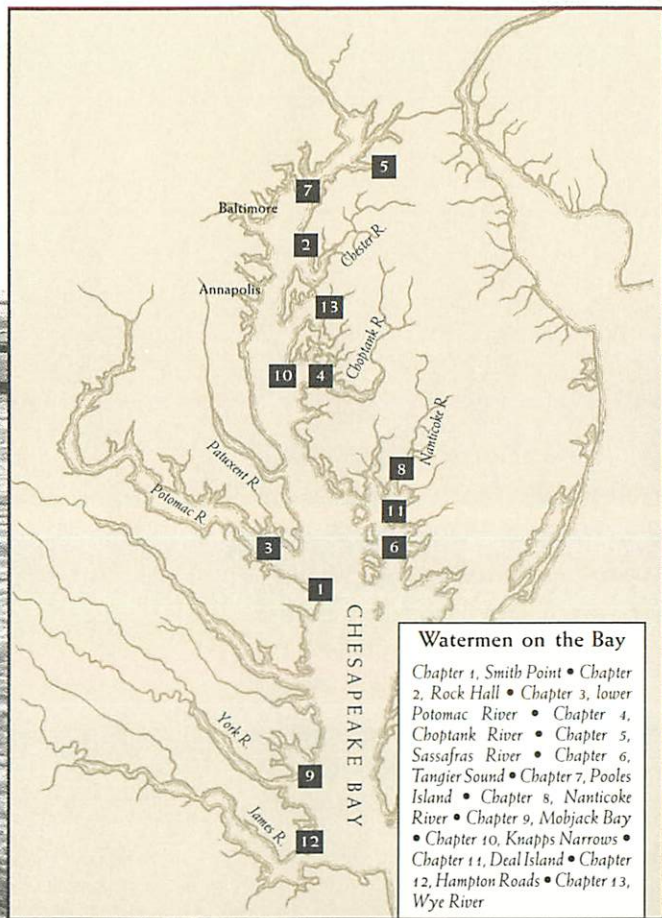 5
7
Baltimore
2
Chester R.
Annapolis
13
Choptank R.
10
4
Nanticoke R.
8
Patuxent R.
Potomac R.
11
3
6
1
CHESAPEAKE BAY
York R.
9
James R.
12
Watermen on the Bay
Chapter 1, Smith Point • Chapter
2, Rock Hall • Chapter 3, lower
Potomac River • Chapter 4,
Choptank River • Chapter 5,
Sassafras River • Chapter 6,
Tangier Sound • Chapter 7, Pooles
Island • Chapter 8, Nanticoke
River • Chapter 9, Mobjack Bay
• Chapter 10, Knapps Narrows •
Chapter 11, Deal Island • Chapter
12, Hampton Roads • Chapter 13,
Wye River